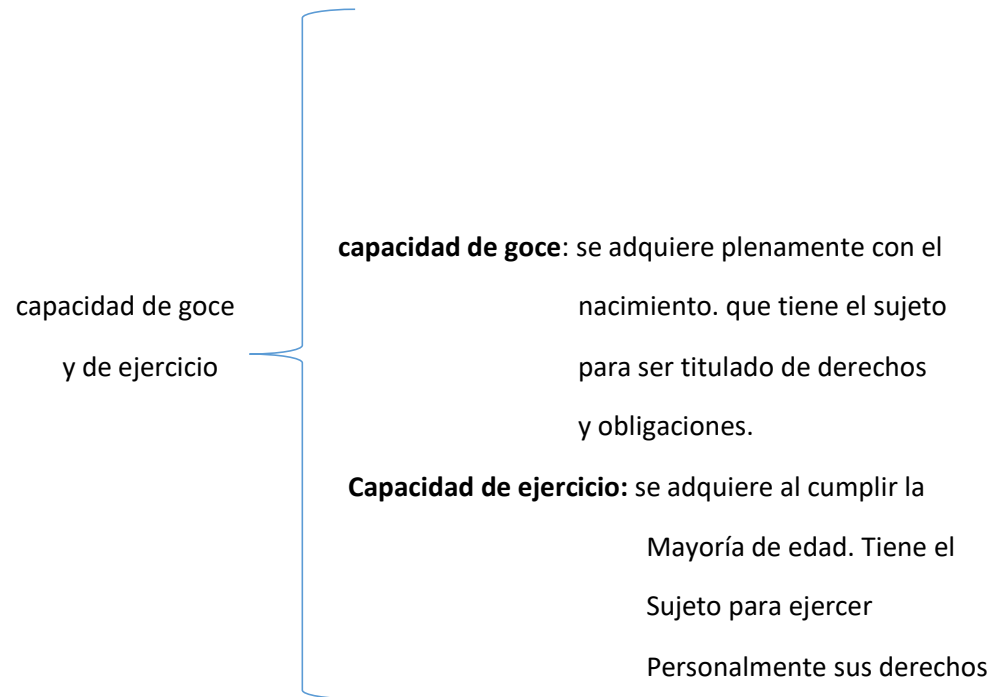 capacidad de goce
y de ejercicio
capacidad de goce: se adquiere plenamente con el
nacimiento. que tiene el sujeto
para ser titulado de derechos
y obligaciones.
Capacidad de ejercicio: se adquiere al cumplir la
Mayoría de edad. Tiene el
Sujeto para ejercer
Personalmente sus derechos